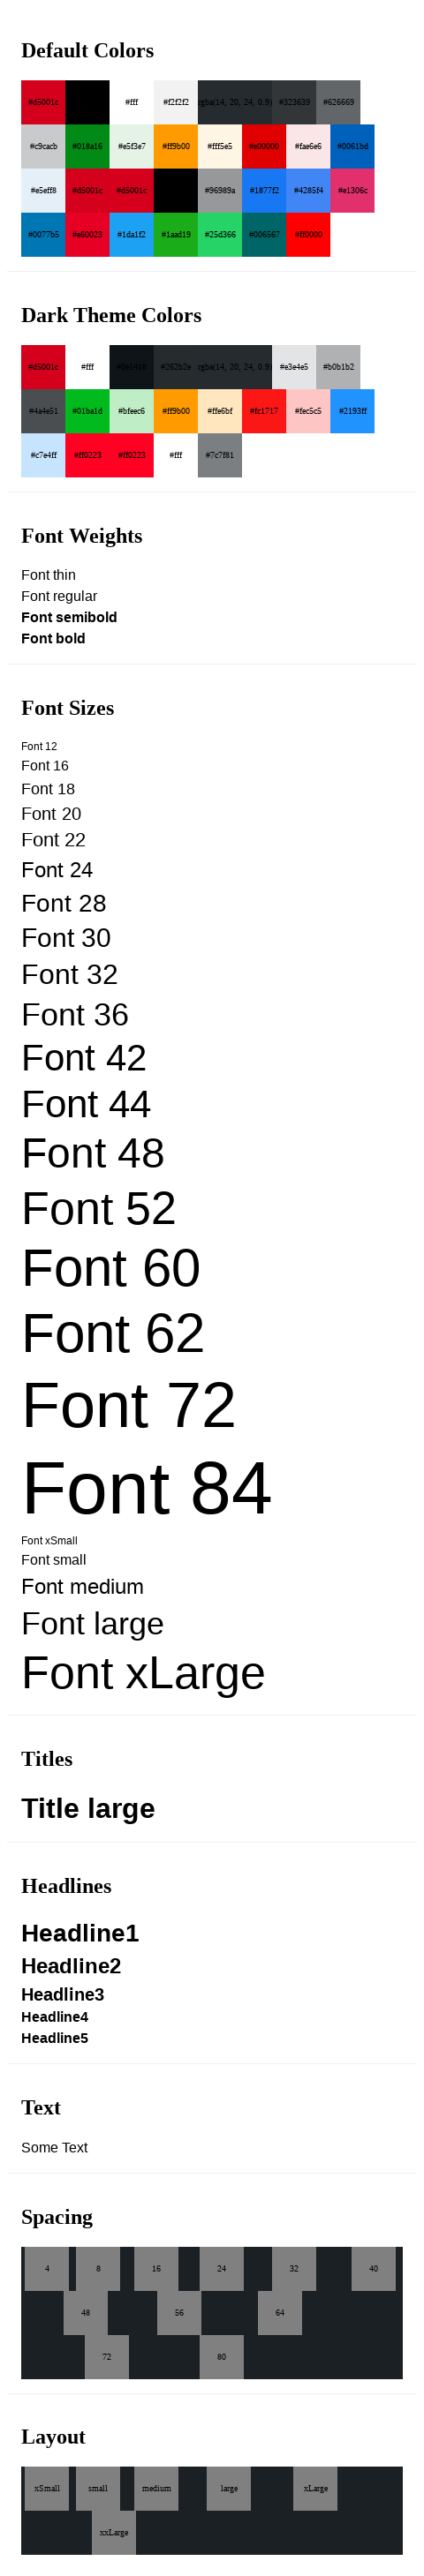 Default Colors
#d5001c #fff #f2f2f2 rgba(14, 20, 24, 0.9) #323639 #626669
#c9cacb #018a16 #e5f3e7 #ff9b00 #fff5e5 #e00000 #fae6e6 #0061bd
#e5eff8 #d5001c #d5001c #96989a #1877f2 #4285f4 #e1306c
#0077b5 #e60023 #1da1f2 #1aad19 #25d366 #006567 #ff0000
Dark Theme Colors
#d5001c #fff #0e1418 #262b2e rgba(14, 20, 24, 0.9) #e3e4e5 #b0b1b2
#4a4e51 #01ba1d #bfeec6 #ff9b00 #ffe6bf #fc1717 #fec5c5 #2193ff
#c7e4ff #ff0223 #ff0223 #fff #7c7f81
Font Weights
Font thin
Font regular
Font semibold
Font bold
Font Sizes
Font 12
Font 16
Font 18
Font 20
Font 22
Font 24
Font 28
Font 30
Font 32
Font 36
Font 42
Font 44
Font 48
Font 52
Font 60
Font 62
Font 72
Font 84
Font xSmall
Font small
Font medium
Font large
Font xLarge
Titles
Title large
Headlines
Headline1
Headline2
Headline3
Headline4
Headline5
Text
Some Text
Spacing
4 8 16 24 32 40
48 56 64
72 80
Layout
xSmall small medium large xLarge
xxLarge